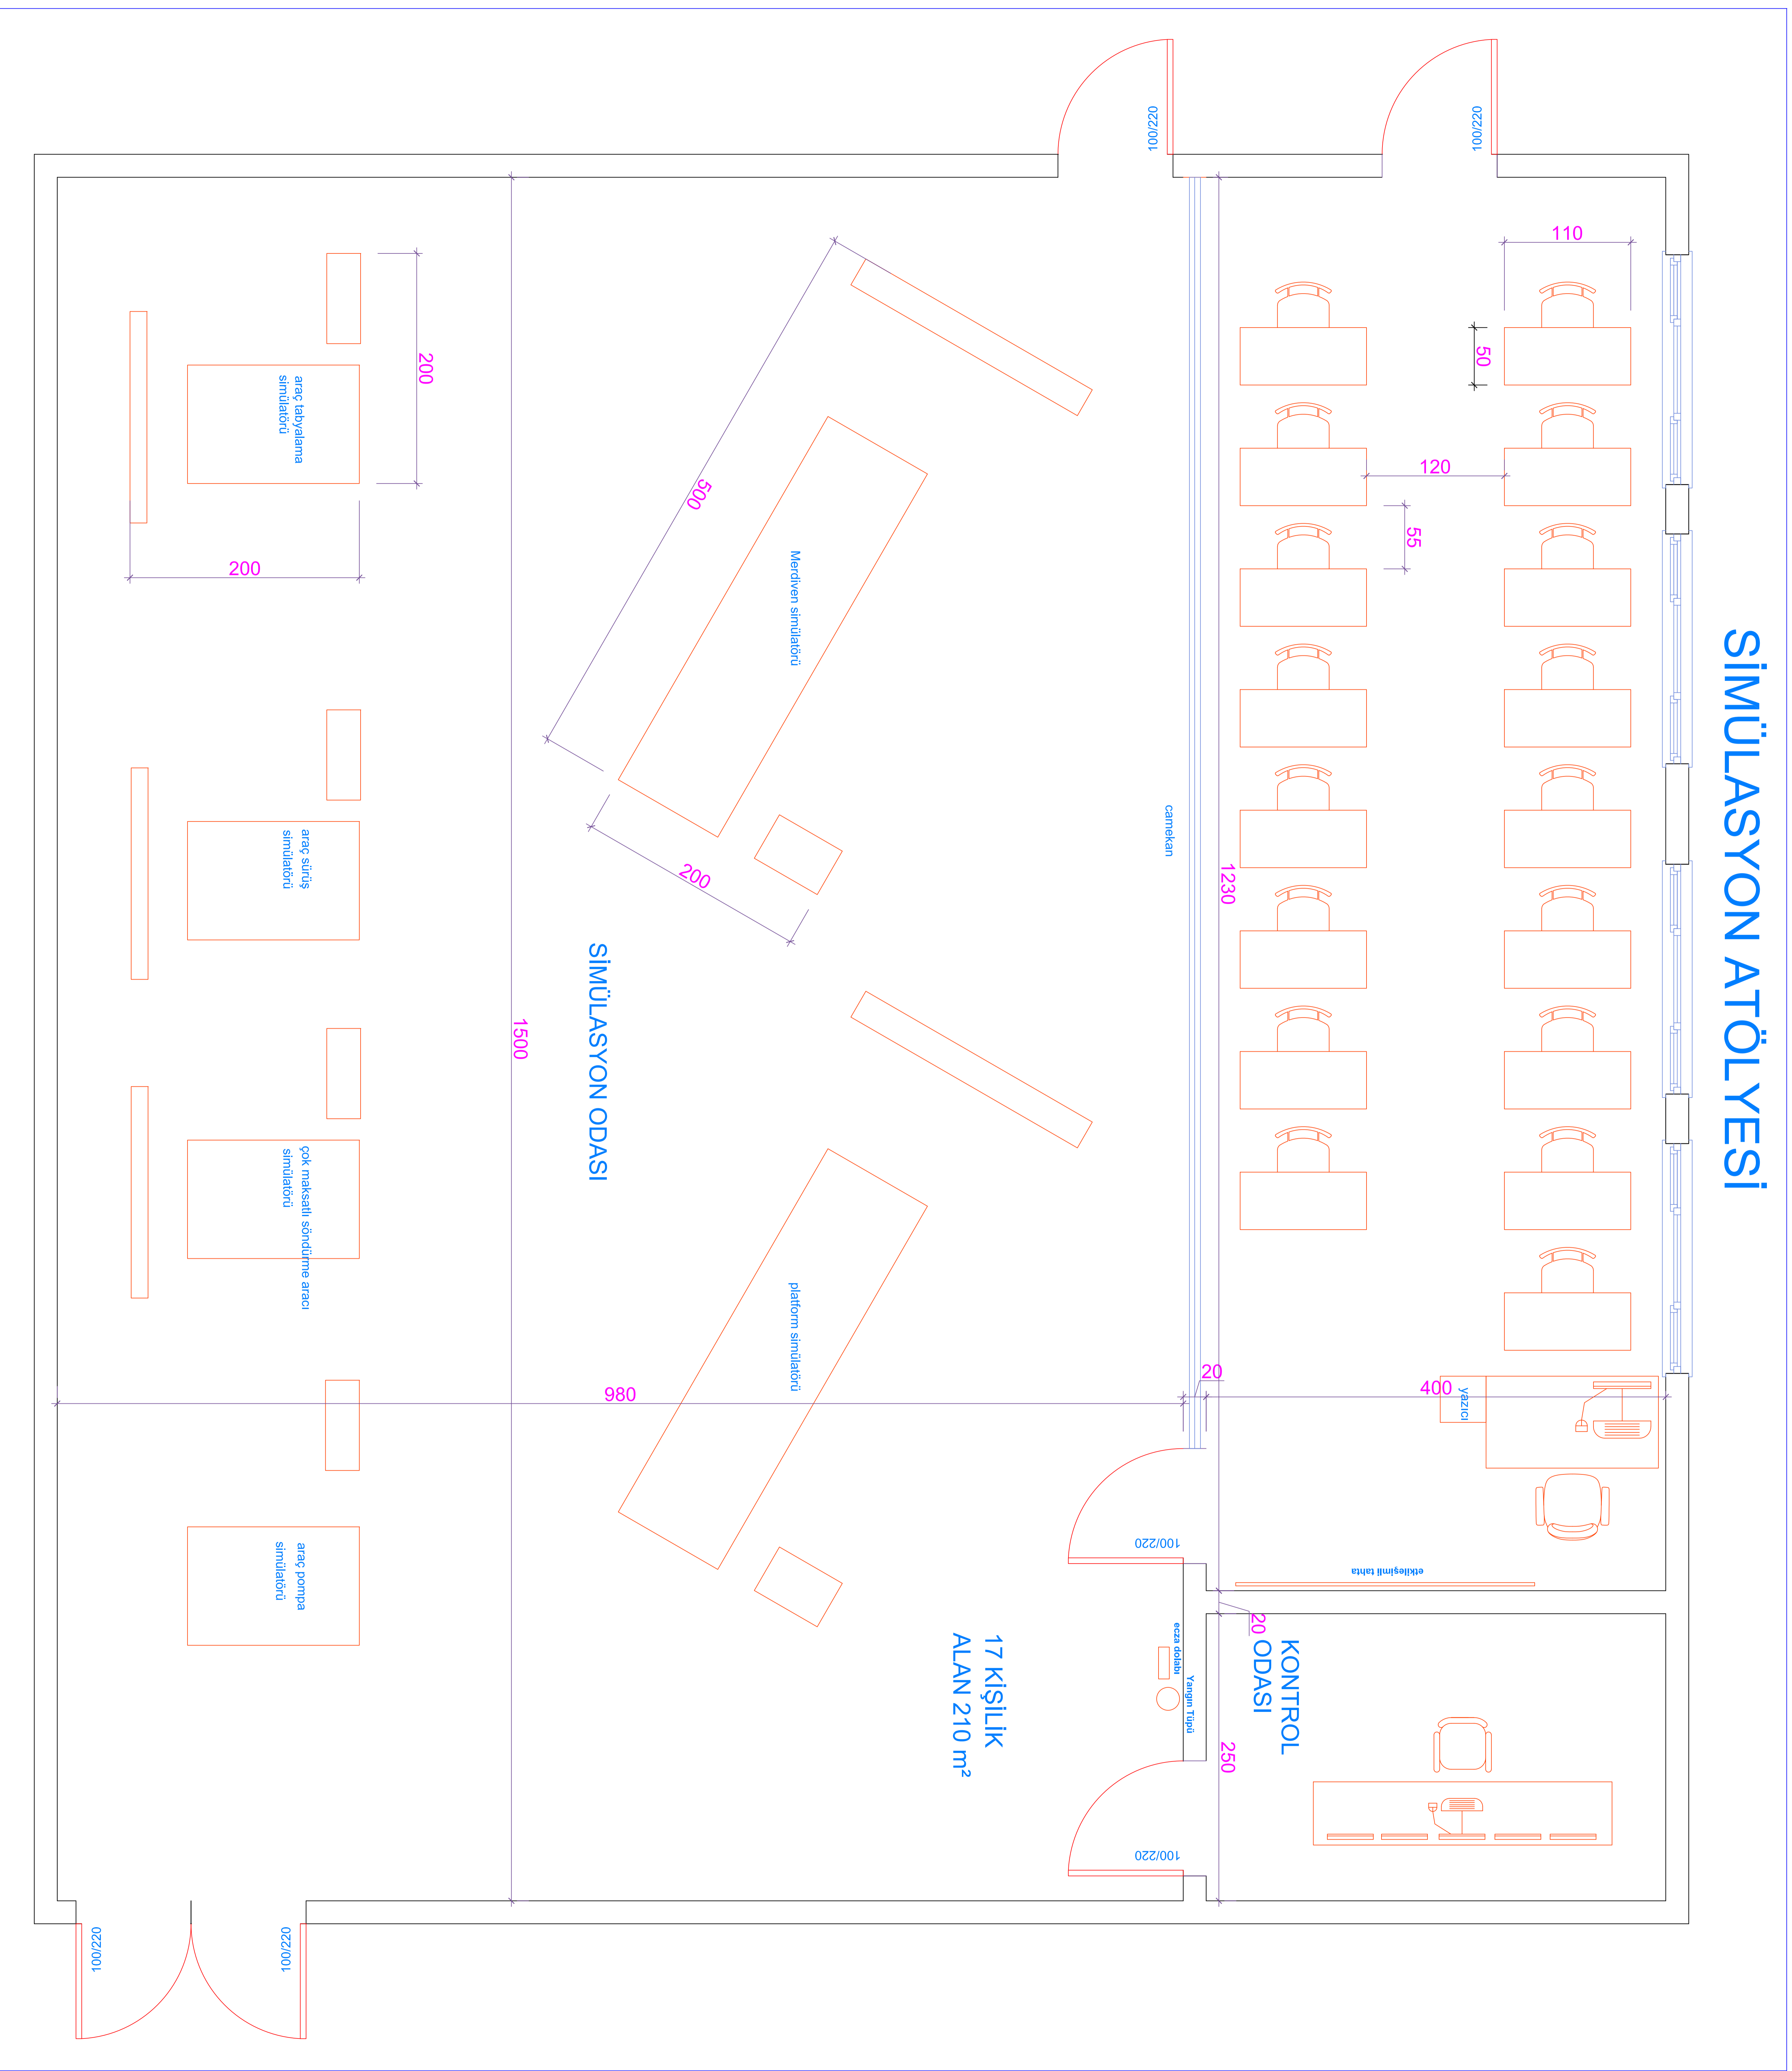 SİMÜLASYON ATÖLYESİ
100/220
100/220
110
50
120
55
yazıcı
400
etkileşimli tahta
camekan
1230
20
100/220
20
KONTROL
ODASI
250
ecza dolabı
Yangın Tüpü
100/220
17 KİŞİLİK
ALAN 210 m²
Merdiven simülatörü
500
200
platform simülatörü
SİMÜLASYON ODASI
1500
980
200
200
araç tabyalama
simülatörü
araç sürüş
simülatörü
çok maksatlı söndürme aracı
simülatörü
araç pompa
simülatörü
100/220
100/220